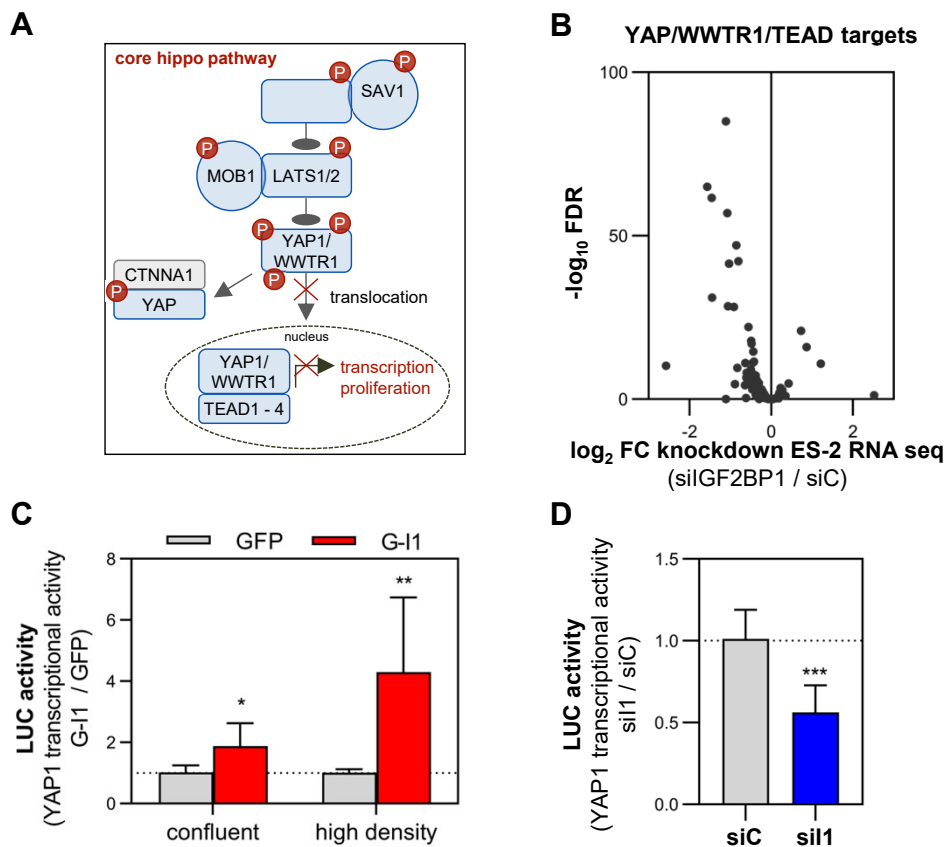 A
core hippo pathway
P
P
SAV1
P
P
MOB1
LATS1/2
P
P
YAP1/
WWTR1
P
CTNNA1
P
YAP
translocation
nucleus
YAP1/
WWTR1
TEAD1 - 4
transcription
proliferation
B
YAP/WWTR1/TEAD targets
-log10 FDR
100
50
0
-2
0
2
log2 FC knockdown ES-2 RNA seq
(siIGF2BP1 / siC)
C
GFP
G-I1
LUC activity
(YAP1 transcriptional activity
G-I1 / GFP)
8
6
4
2
0
*
**
confluent
high density
D
LUC activity
(YAP1 transcriptional activity
siI1 / siC)
1.5
1.0
0.5
0.0
***
siC
siI1